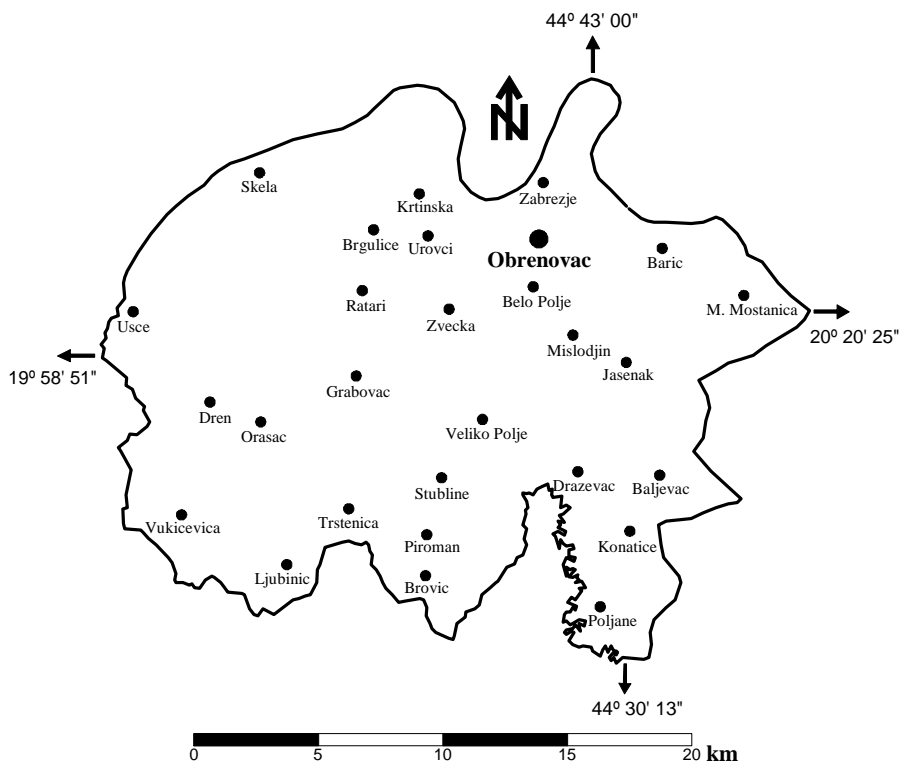 44º 43' 00"
N
Skela
Zabrezje
Krtinska
Brgulice
Urovci
Obrenovac
Baric
Ratari
Belo Polje
M. Mostanica
Usce
Zvecka
20º 20' 25"
Mislodjin
19º 58' 51"
Jasenak
Grabovac
Dren
Orasac
Veliko Polje
Stubline
Drazevac
Baljevac
Vukicevica
Trstenica
Piroman
Konatice
Ljubinic
Brovic
Poljane
44º 30' 13"
0 5 10 15 20 km